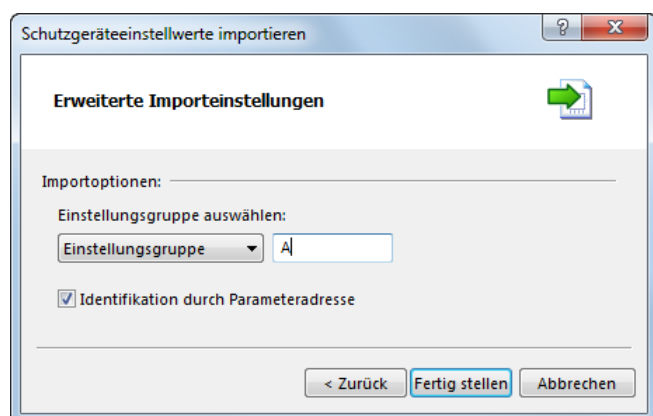 Schutzgeräteeinstellwerte importieren
?
X
Erweiterte Importeinstellungen
Importoptionen:
Einstellungsgruppe auswählen:
Einstellungsgruppe A
Identifikation durch Parameteradresse
< Zurück Fertig stellen Abbrechen